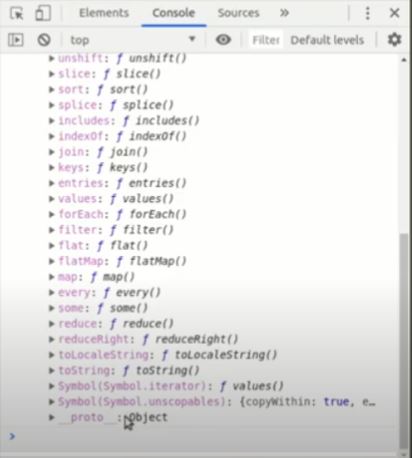 Elements Console Sources »
top Filter Default levels
unshift: ƒ unshift()
slice: ƒ slice()
sort: ƒ sort()
splice: ƒ splice()
includes: ƒ includes()
indexOf: ƒ indexOf()
join: ƒ join()
keys: ƒ keys()
entries: ƒ entries()
values: ƒ values()
forEach: ƒ forEach()
filter: ƒ filter()
flat: ƒ flat()
flatMap: ƒ flatMap()
map: ƒ map()
every: ƒ every()
some: ƒ some()
reduce: ƒ reduce()
reduceRight: ƒ reduceRight()
toLocaleString: ƒ toLocaleString()
toString: ƒ toString()
Symbol(Symbol.iterator): ƒ values()
Symbol(Symbol.unscopables): {copyWithin: true, e…
__proto__: Object